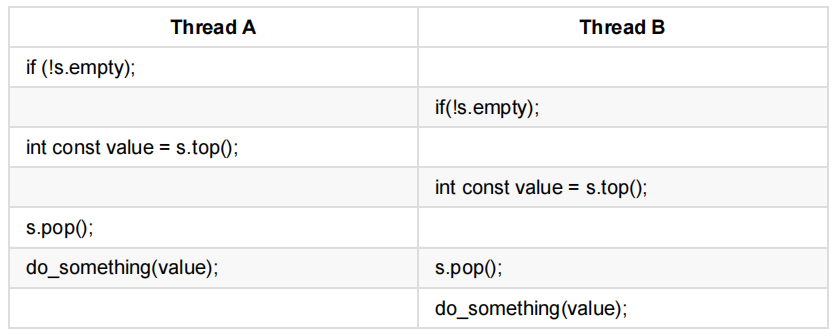 Thread A Thread B
if (!s.empty);
if(!s.empty);
int const value = s.top();
int const value = s.top();
s.pop();
do_something(value); s.pop();
do_something(value);